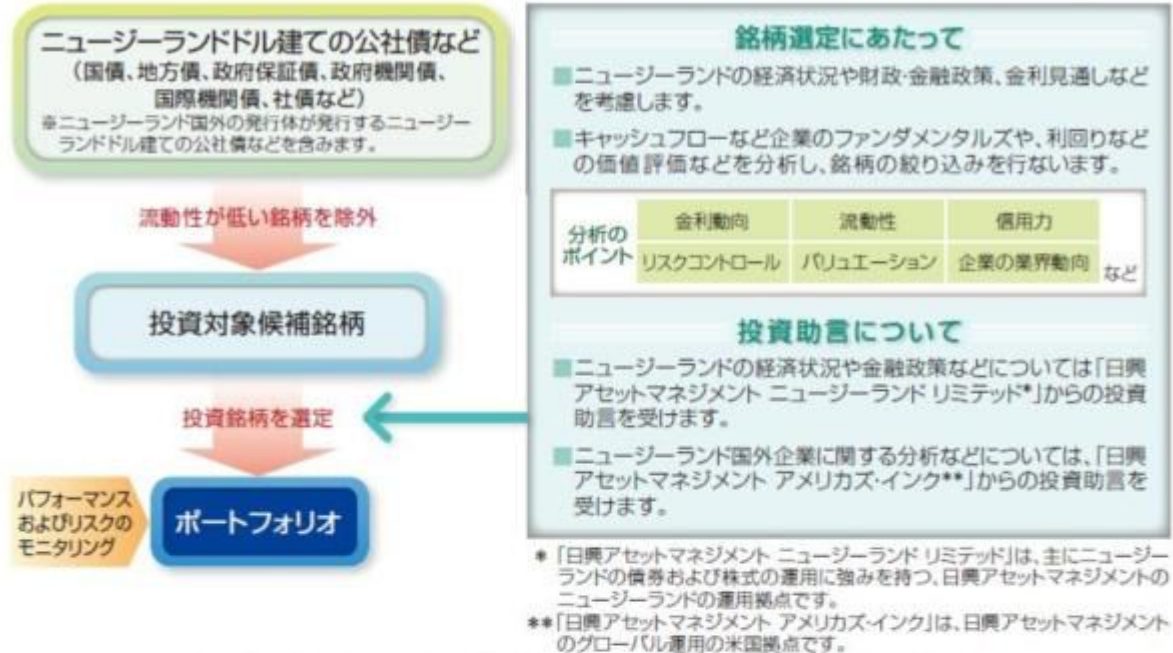 ニュージーランドドル建ての公社債など
（国債、地方債、政府保証債、政府機関債、
国際機関債、社債など）
※ニュージーランド国外の発行体が発行するニュージー
ランドドル建ての公社債などを含みます。
流動性が低い銘柄を除外
投資対象候補銘柄
投資銘柄を選定
パフォーマンス
およびリスクの
モニタリング
ポートフォリオ
銘柄選定にあたって
■ニュージーランドの経済状況や財政・金融政策、金利見通しなど
を考慮します。
■キャッシュフローなど企業のファンダメンタルズや、利回りなど
の価値評価などを分析し、銘柄の絞り込みを行ないます。
分析の
ポイント
金利動向 流動性 信用力
リスクコントロール バリュエーション 企業の業界動向 など
投資助言について
■ニュージーランドの経済状況や金融政策などについては「日興
アセットマネジメント ニュージーランド リミテッド*」からの投資
助言を受けます。
■ニュージーランド国外企業に関する分析などについては、「日興
アセットマネジメント アメリカズ・インク**」からの投資助言を
受けます。
* 「日興アセットマネジメント ニュージーランド リミテッド」は、主にニュージー
ランドの債券および株式の運用に強みを持つ、日興アセットマネジメントの
ニュージーランドの運用拠点です。
**「日興アセットマネジメント アメリカズ・インク」は、日興アセットマネジメント
のグローバル運用の米国拠点です。